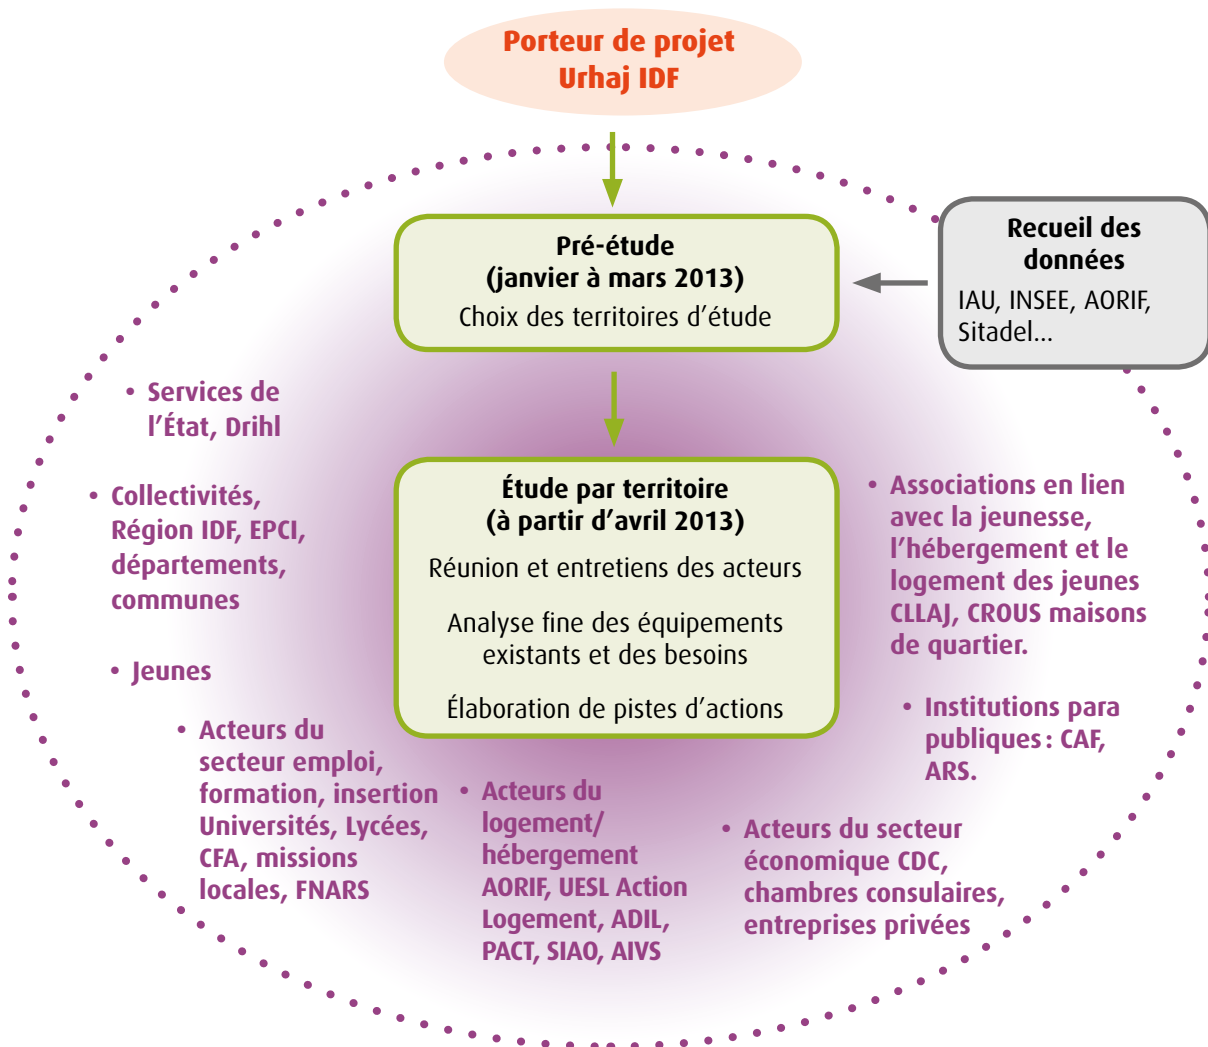 Porteur de projet
Urhaj IDF
Pré-étude
(janvier à mars 2013)
Choix des territoires d’étude
Recueil des
données
IAU, INSEE, AORIF,
Sitadel...
• Services de
l’État, Drihl
• Collectivités,
Région IDF, EPCI,
départements,
communes
• Jeunes
• Acteurs du
secteur emploi,
formation, insertion
Universités, Lycées,
CFA, missions
locales, FNARS
Étude par territoire
(à partir d’avril 2013)
Réunion et entretiens des acteurs
Analyse fine des équipements
existants et des besoins
Élaboration de pistes d’actions
• Acteurs du
logement/
hébergement
AORIF, UESL Action
Logement, ADIL,
PACT, SIAO, AIVS
• Associations en lien
avec la jeunesse,
l’hébergement et le
logement des jeunes
CLLAJ, CROUS maisons
de quartier.
• Institutions para
publiques : CAF,
ARS.
• Acteurs du secteur
économique CDC,
chambres consulaires,
entreprises privées